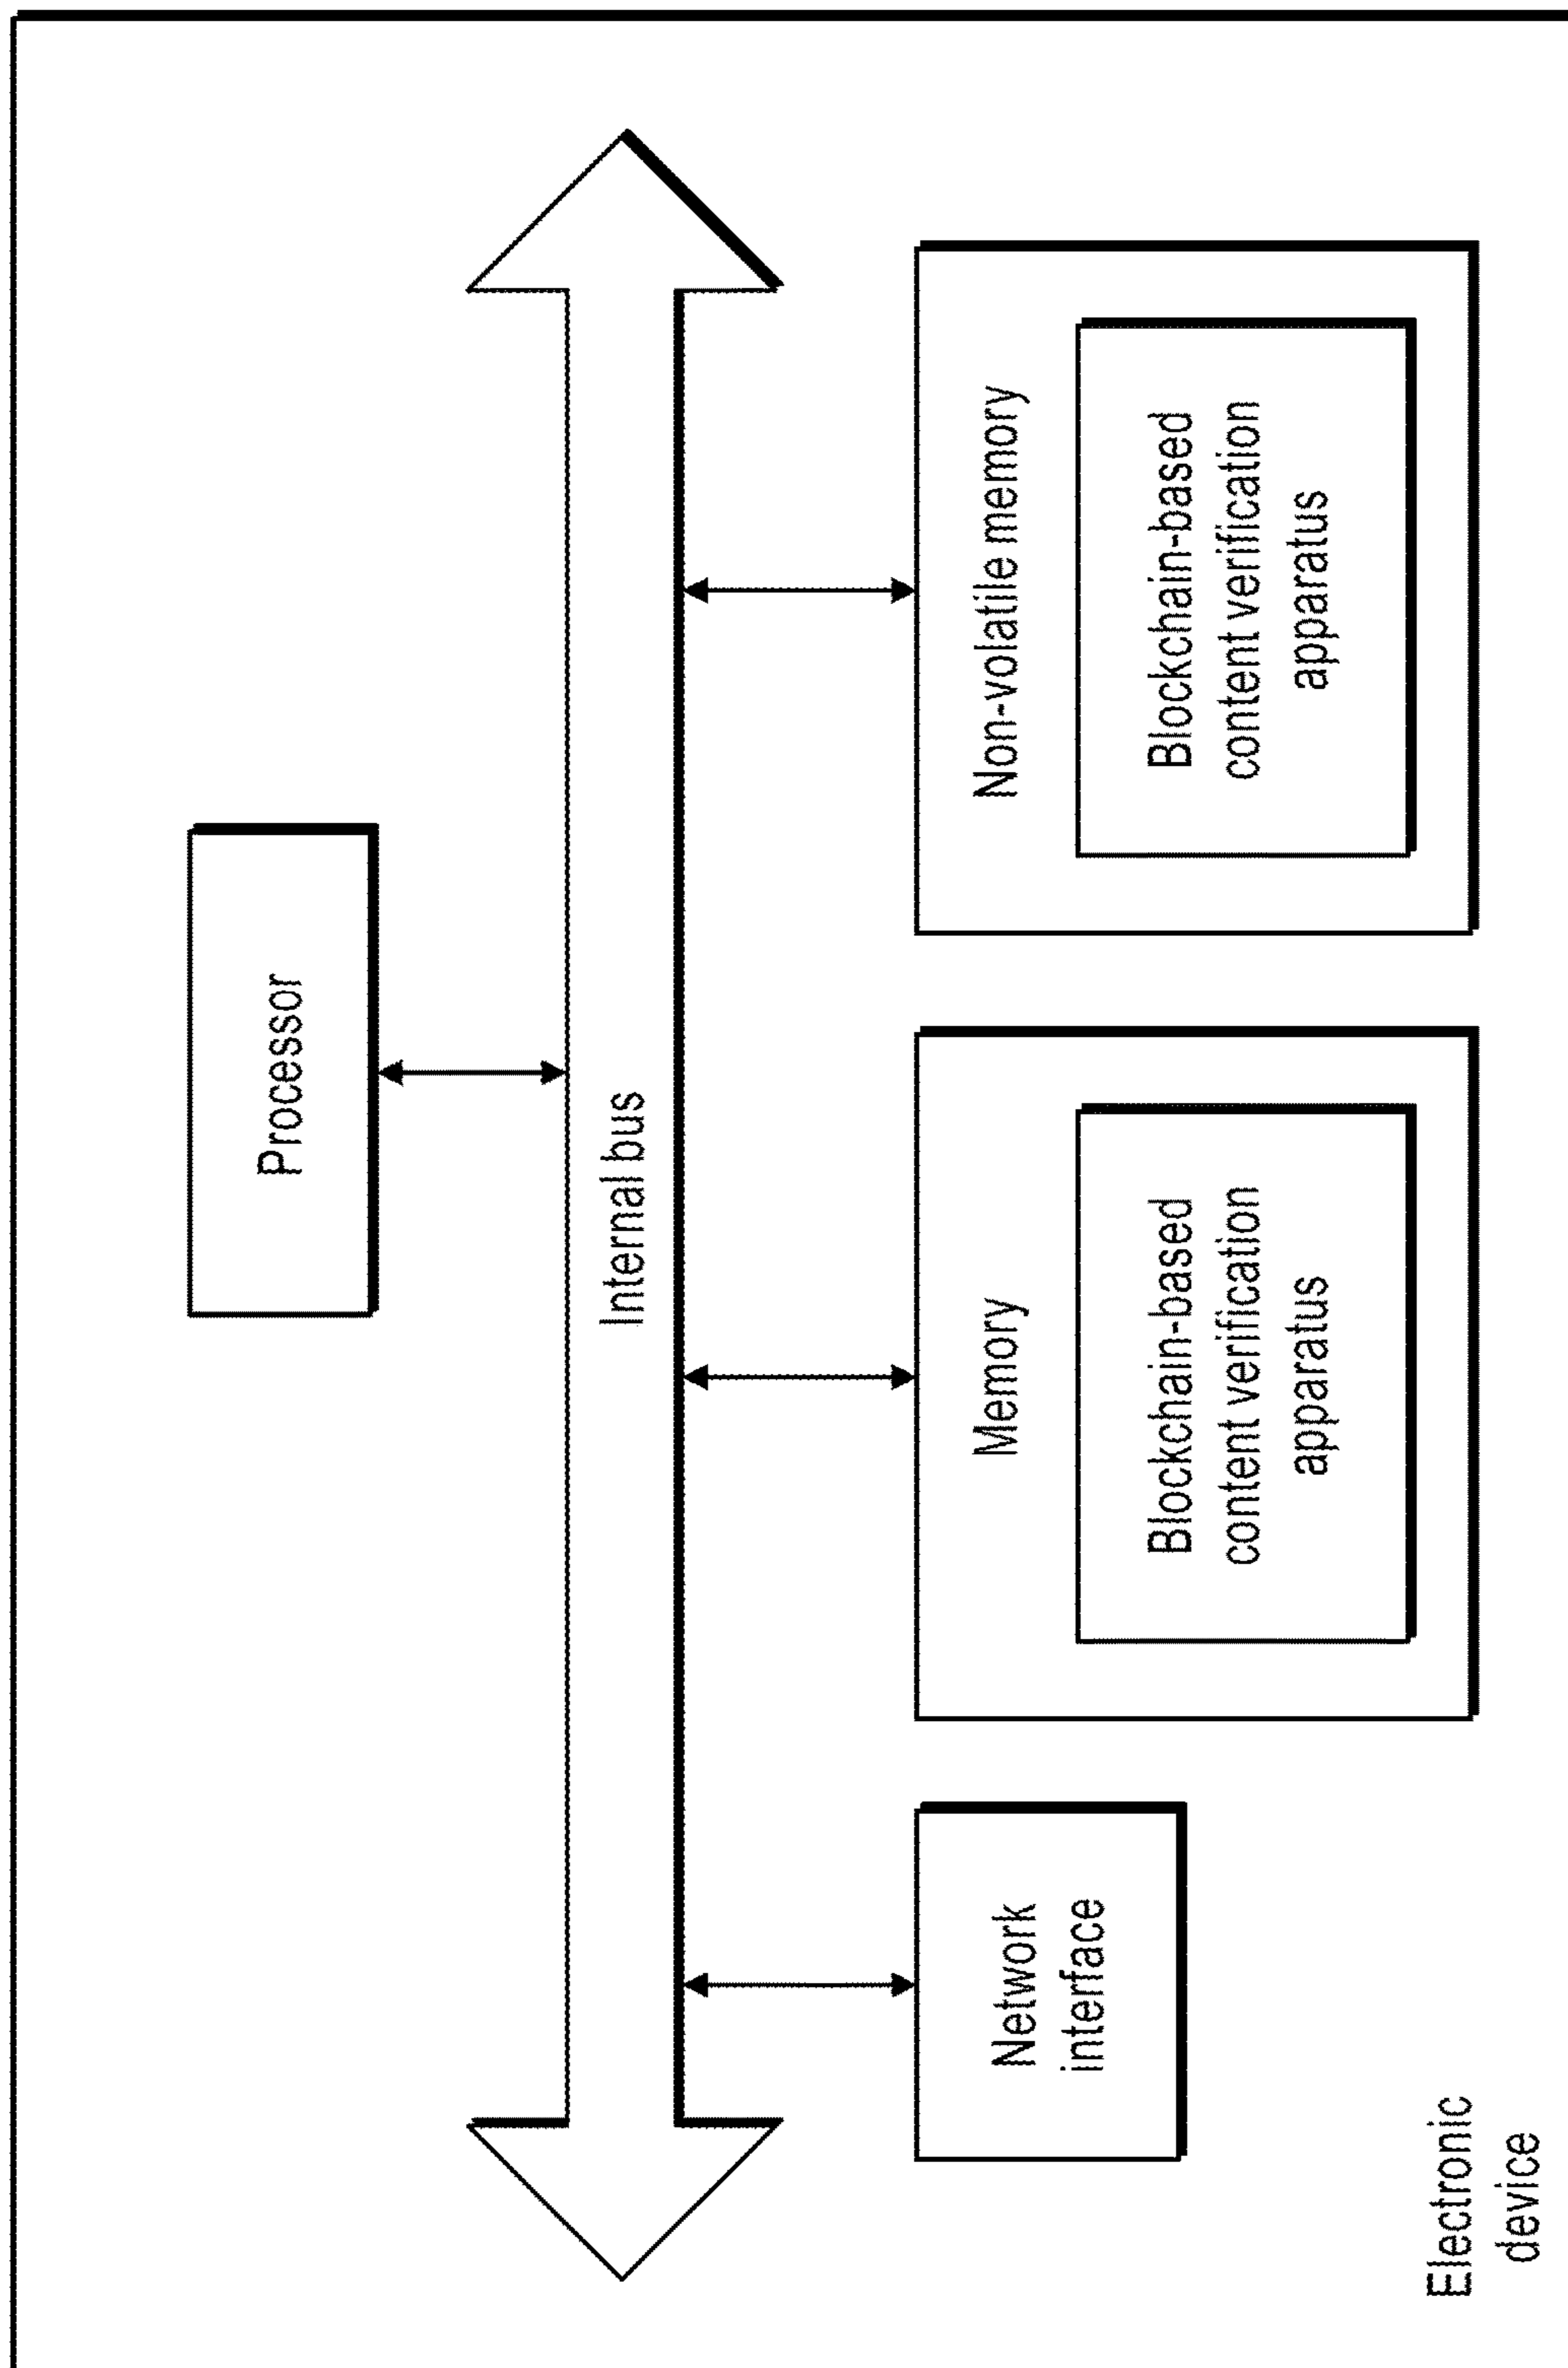 Processor
Internal bus
Network
interface
Memory
Blockchain-based
content verification
apparatus
Non-volatile memory
Blockchain-based
content verification
apparatus
Electronic
device